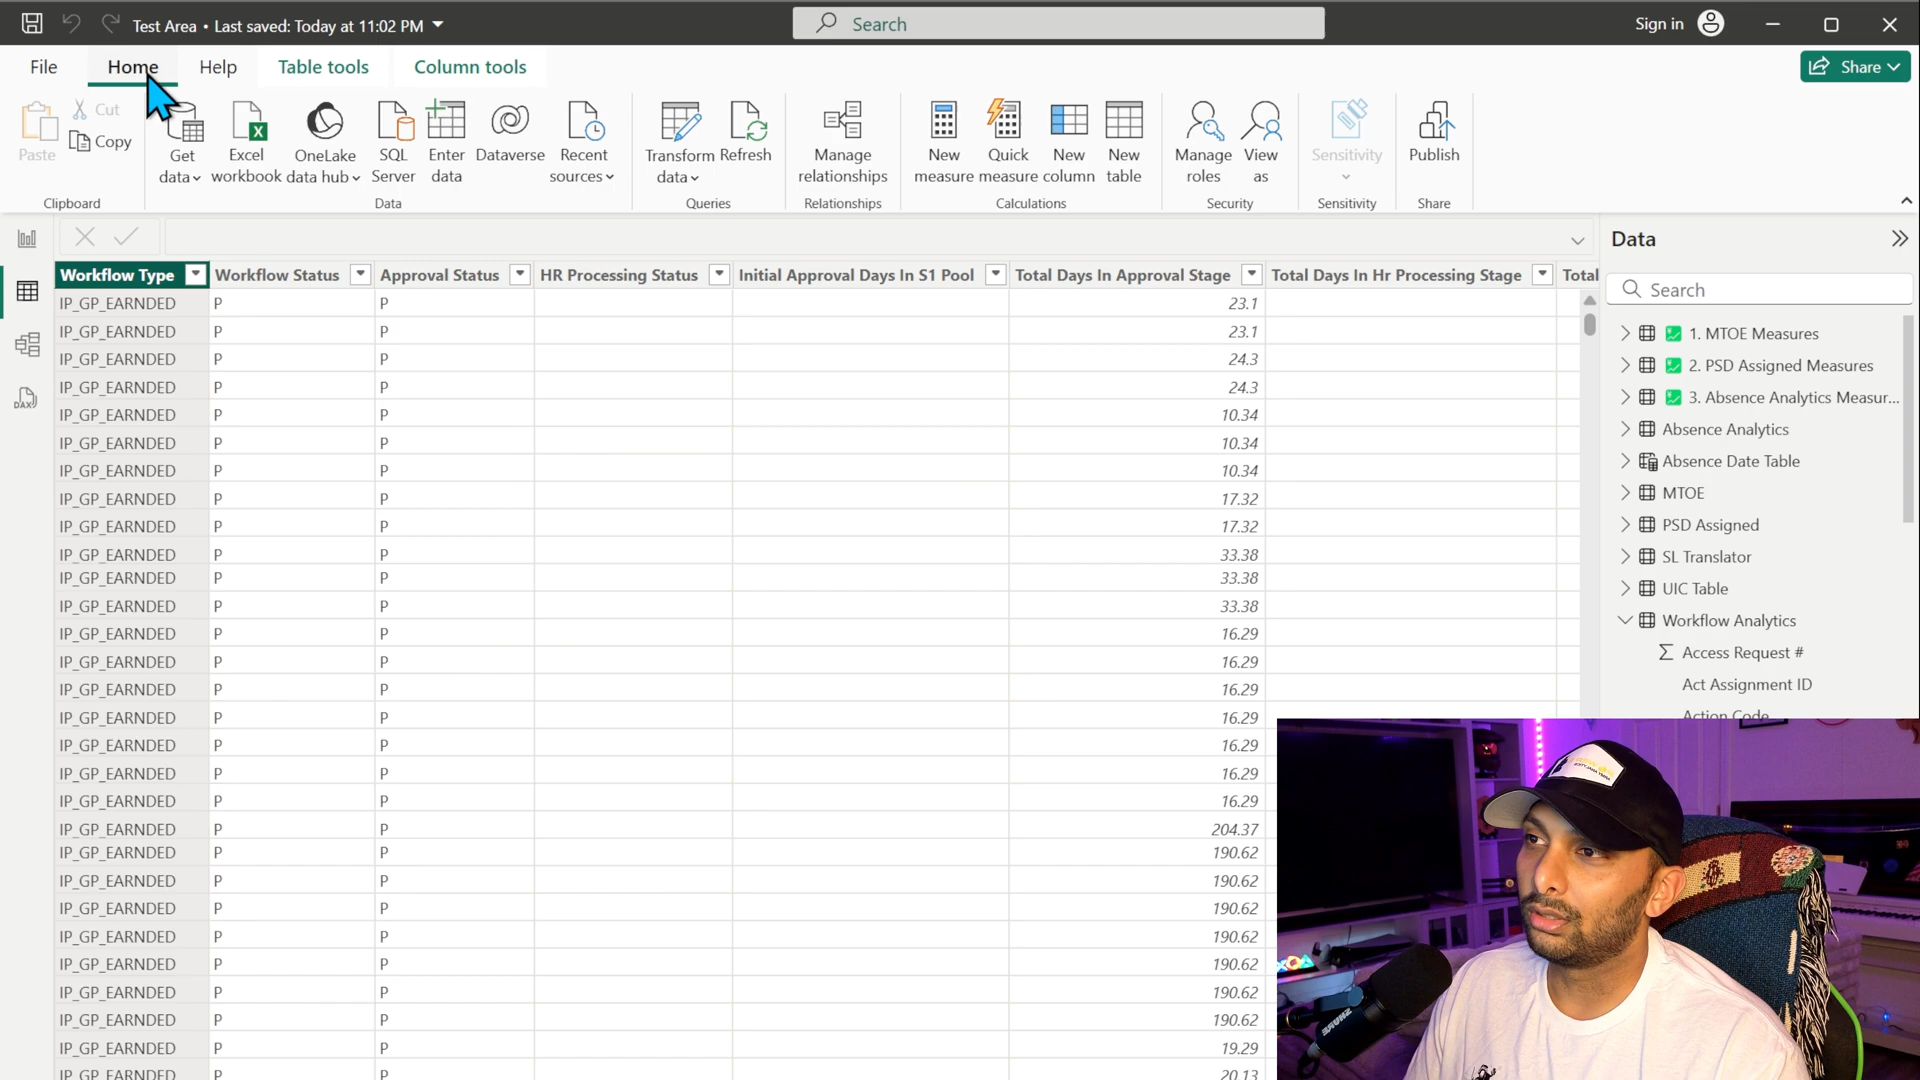 Test Area • Last saved: Today at 11:02 PM
Search
Sign in
File Home Help Table tools Column tools
Share
Paste
Cut
Copy
Get data
Excel workbook
OneLake data hub
SQL Server
Enter data
Dataverse
Recent sources
Transform data
Refresh
Manage relationships
New measure
Quick measure
New column
New table
Manage roles
View as
Sensitivity
Publish
Clipboard Data Queries Relationships Calculations Security Sensitivity Share
DAX
Workflow Type Workflow Status Approval Status HR Processing Status Initial Approval Days In S1 Pool Total Days In Approval Stage Total Days In Hr Processing Stage Total
IP_GP_EARNDED P P 23.1
IP_GP_EARNDED P P 23.1
IP_GP_EARNDED P P 24.3
IP_GP_EARNDED P P 24.3
IP_GP_EARNDED P P 10.34
IP_GP_EARNDED P P 10.34
IP_GP_EARNDED P P 10.34
IP_GP_EARNDED P P 17.32
IP_GP_EARNDED P P 17.32
IP_GP_EARNDED P P 33.38
IP_GP_EARNDED P P 33.38
IP_GP_EARNDED P P 33.38
IP_GP_EARNDED P P 16.29
IP_GP_EARNDED P P 16.29
IP_GP_EARNDED P P 16.29
IP_GP_EARNDED P P 16.29
IP_GP_EARNDED P P 16.29
IP_GP_EARNDED P P 16.29
IP_GP_EARNDED P P 16.29
IP_GP_EARNDED P P 204.37
IP_GP_EARNDED P P 190.62
IP_GP_EARNDED P P 190.62
IP_GP_EARNDED P P 190.62
IP_GP_EARNDED P P 190.62
IP_GP_EARNDED P P 190.62
IP_GP_EARNDED P P 190.62
IP_GP_EARNDED P P 190.62
IP_GP_EARNDED P P 19.29
IP_GP_EARNDED P P 20.13
Data
Search
1. MTOE Measures
2. PSD Assigned Measures
3. Absence Analytics Measur...
Absence Analytics
Absence Date Table
MTOE
PSD Assigned
SL Translator
UIC Table
Workflow Analytics
Access Request #
Act Assignment ID
Action Code
SHURE